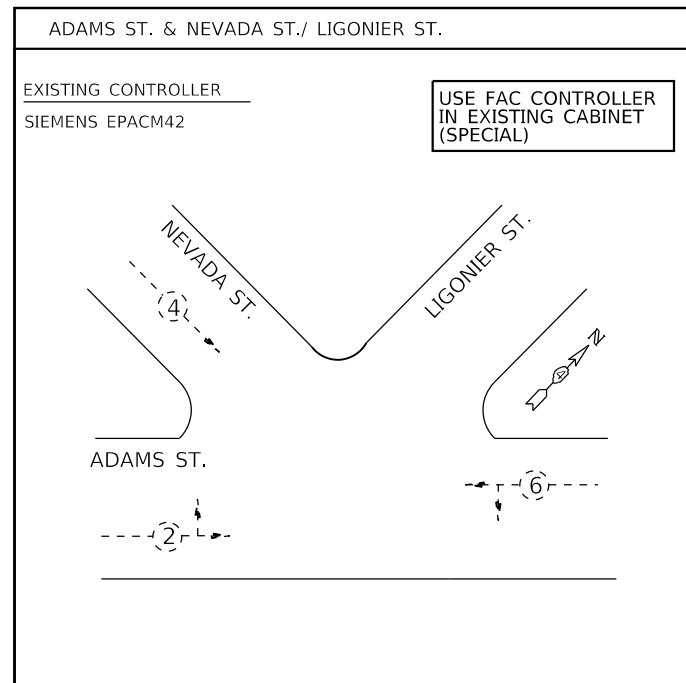 ADAMS ST. & NEVADA ST./ LIGONIER ST.
EXISTING CONTROLLER
SIEMENS EPACM42
USE FAC CONTROLLER
IN EXISTING CABINET
(SPECIAL)
NEVADA ST.
LIGONIER ST.
4
N
4
ADAMS ST.
6
2